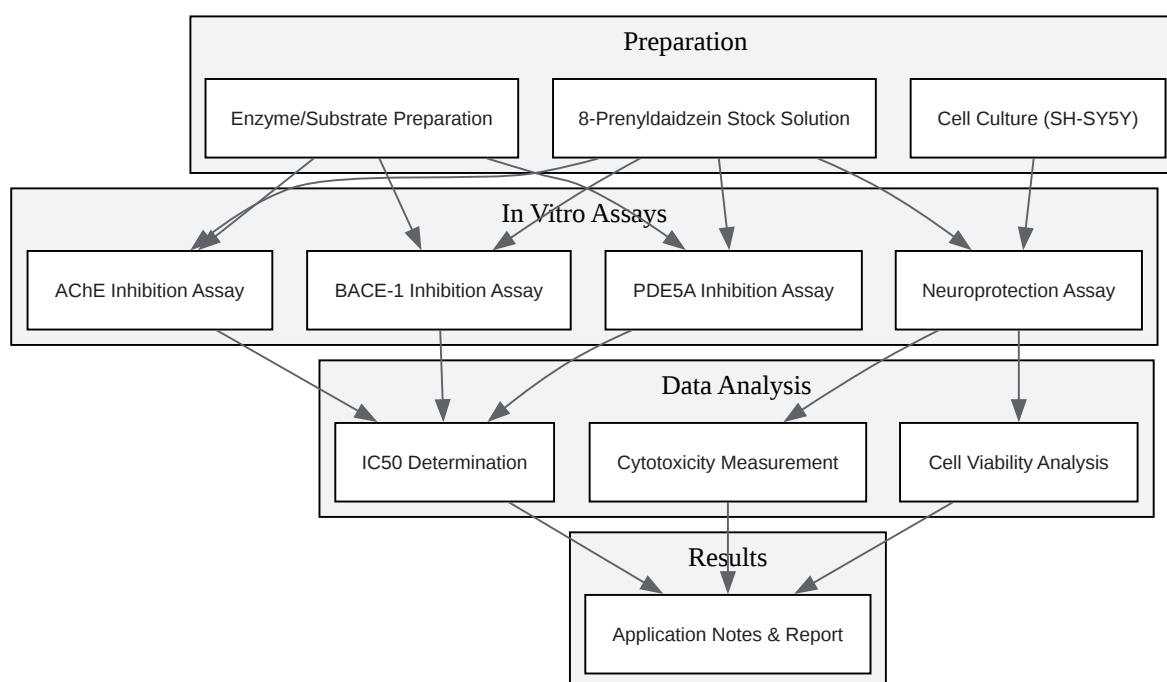 Preparation
Enzyme/Substrate Preparation
8-Prenyldaidzein Stock Solution
Cell Culture (SH-SY5Y)
In Vitro Assays
AChE Inhibition Assay
BACE-1 Inhibition Assay
PDE5A Inhibition Assay
Neuroprotection Assay
Data Analysis
IC50 Determination
Cytotoxicity Measurement
Cell Viability Analysis
Results
Application Notes & Report